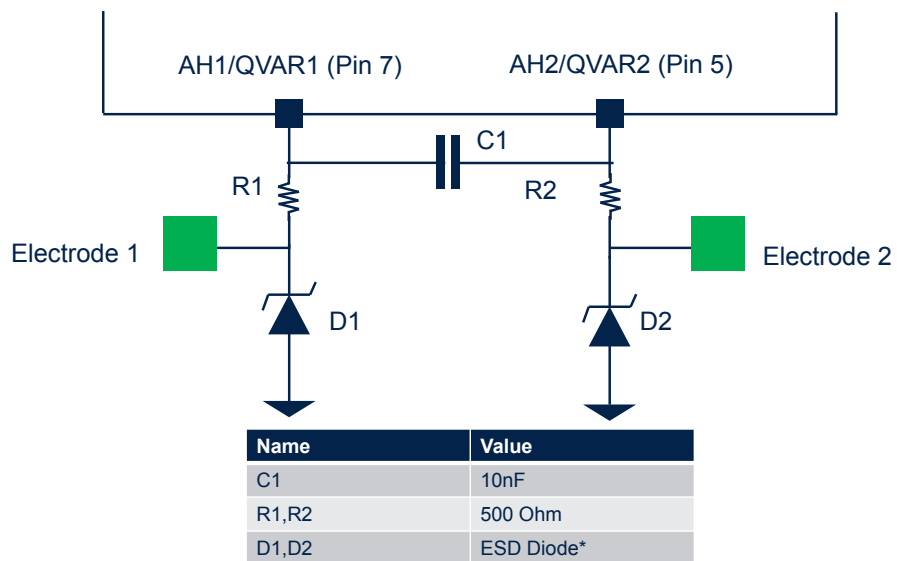 AH1/QVAR1 (Pin 7)
AH2/QVAR2 (Pin 5)
C1
R1
R2
Electrode 1
Electrode 2
D1
D2
Name Value
C1 10nF
R1,R2 500 Ohm
D1,D2 ESD Diode*